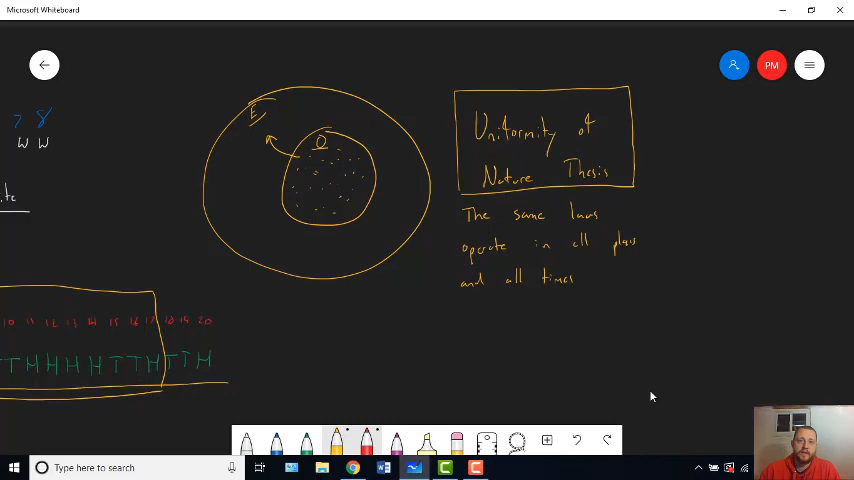 Microsoft Whiteboard
PM
7 8
W W
E
O
Uniformity of
Nature Thesis
The same laws
operate in all places
and all times
10 11 12 13 14 15 16 17 18 19 20
T H H H H T T H T T H
Type here to search